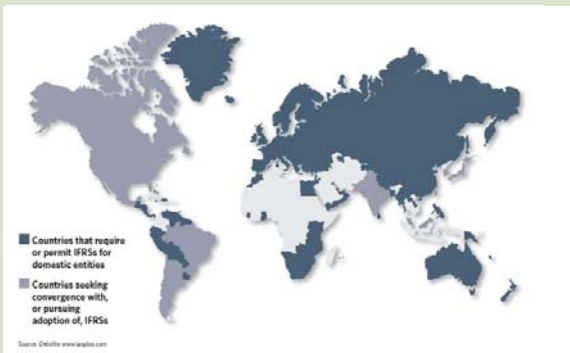 Countries that require
or permit IFRSs for
domestic entities
Countries seeking
convergence with,
or pursuing
adoption of, IFRSs
Source: Deloitte www.iasplus.com